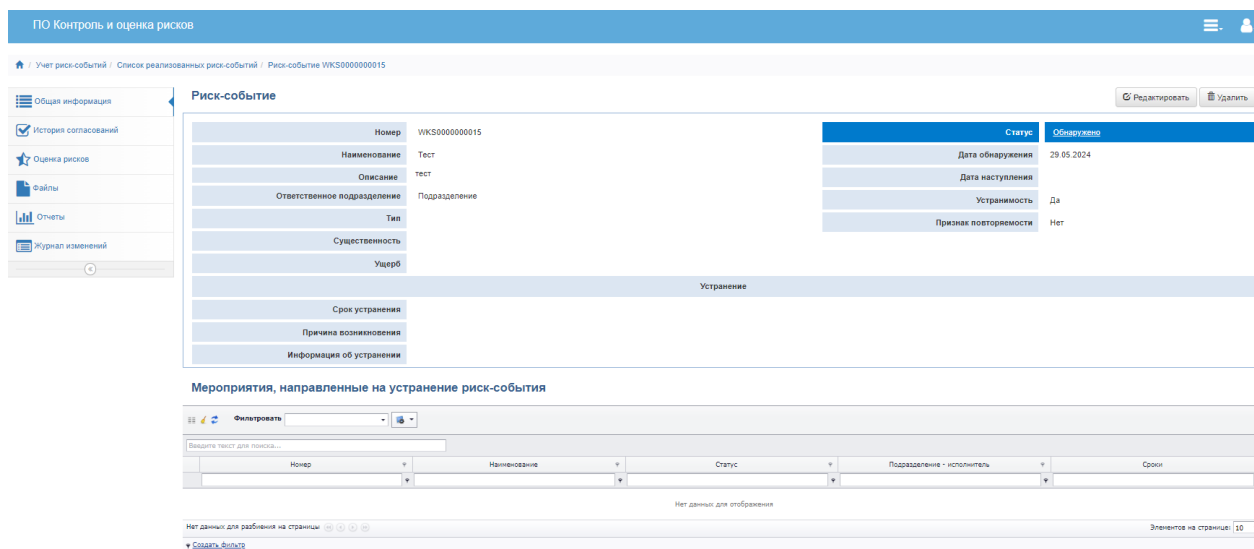 ПО Контроль и оценка рисков
/ Учет риск-событий / Список реализованных риск-событий / Риск-событие WKS0000000015
Общая информация
История согласований
Оценка рисков
Файлы
Отчеты
Журнал изменений
Риск-событие
Редактировать Удалить
Номер WKS0000000015 Статус Обнаружено
Наименование Тест Дата обнаружения 29.05.2024
Описание тест Дата наступления
Ответственное подразделение Подразделение Устранимость Да
Тип Признак повторяемости Нет
Существенность
Ущерб
Устранение
Срок устранения
Причина возникновения
Информация об устранении
Мероприятия, направленные на устранение риск-события
Фильтровать
Введите текст для поиска...
Номер Наименование Статус Подразделение - исполнитель Сроки
Нет данных для отображения
Нет данных для разбиения на страницы Элементов на странице: 10
Создать фильтр